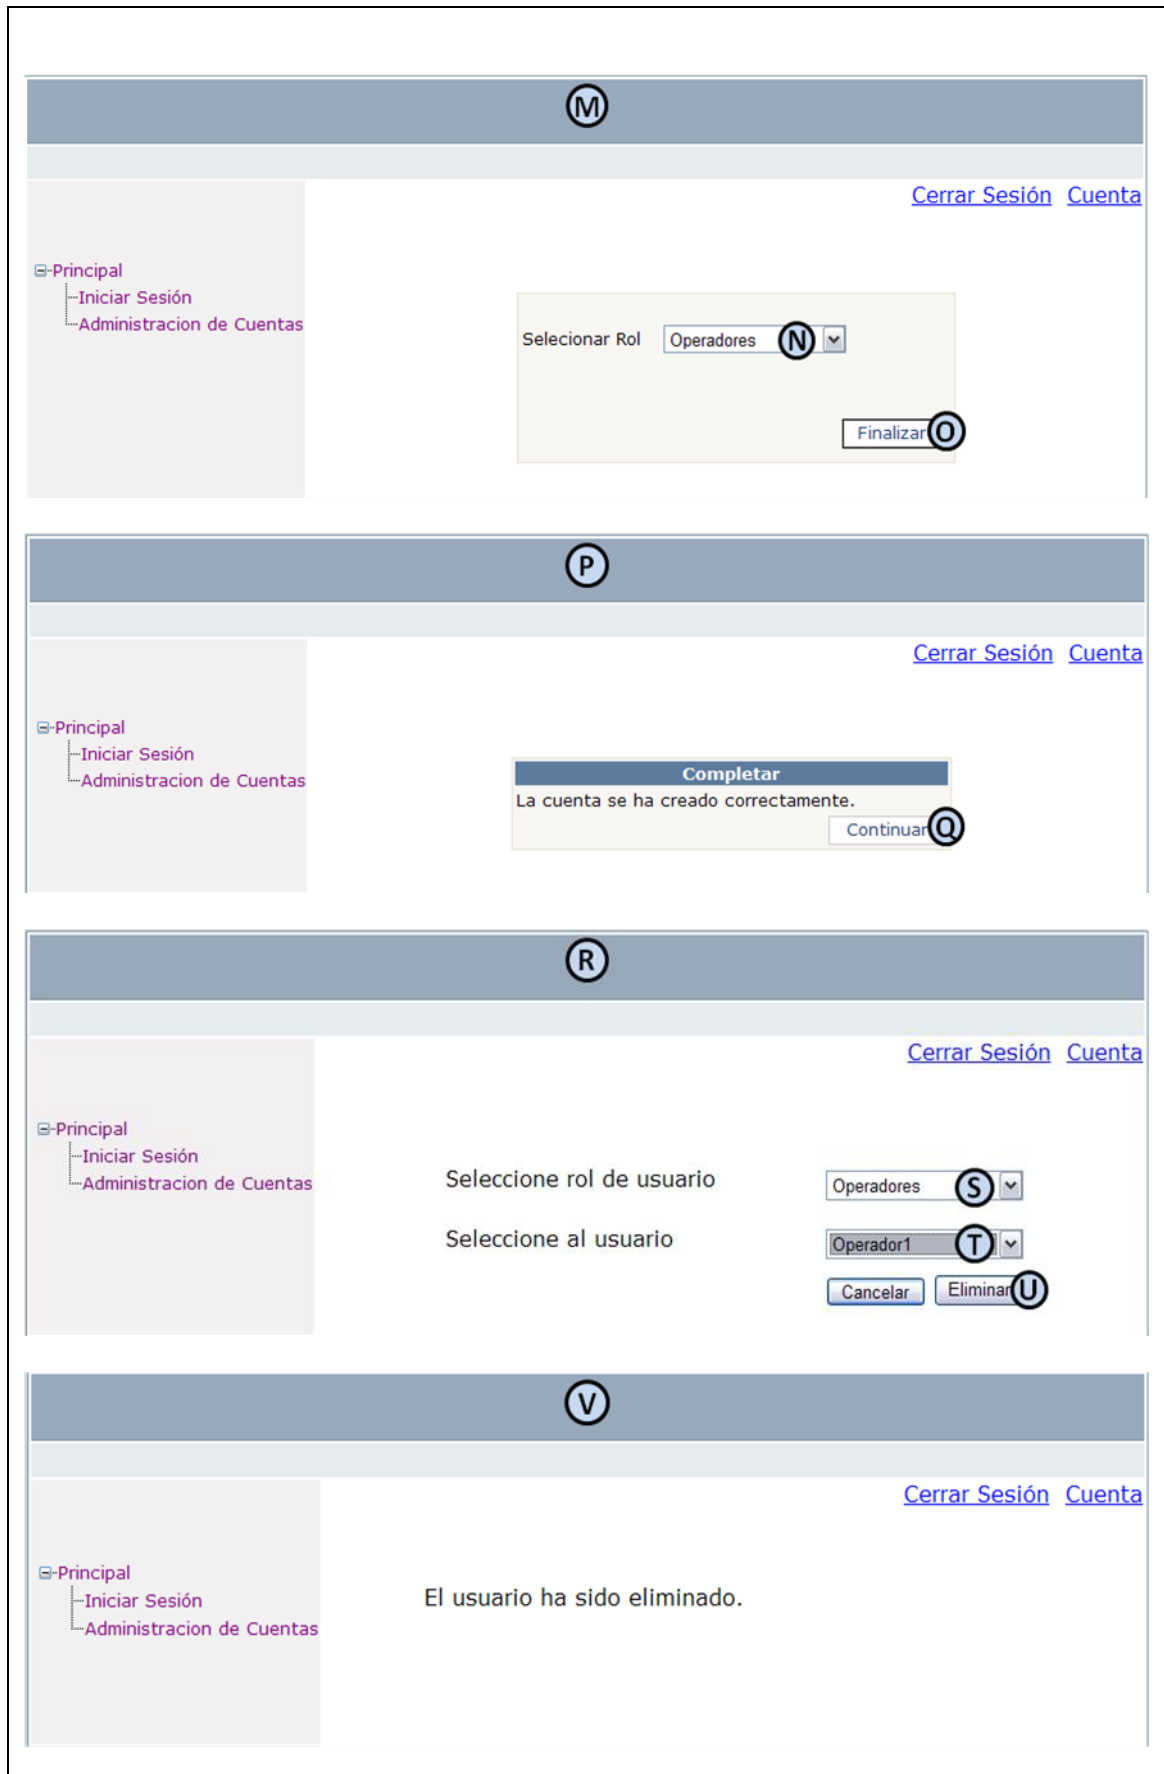 M
Cerrar Sesión Cuenta
Principal
Iniciar Sesión
Administracion de Cuentas
Selecionar Rol Operadores N
Finalizar O
P
Cerrar Sesión Cuenta
Principal
Iniciar Sesión
Administracion de Cuentas
Completar
La cuenta se ha creado correctamente.
Continuar Q
R
Cerrar Sesión Cuenta
Principal
Iniciar Sesión
Administracion de Cuentas
Seleccione rol de usuario Operadores S
Seleccione al usuario Operador1 T
Cancelar Eliminar U
V
Cerrar Sesión Cuenta
Principal
Iniciar Sesión
Administracion de Cuentas
El usuario ha sido eliminado.